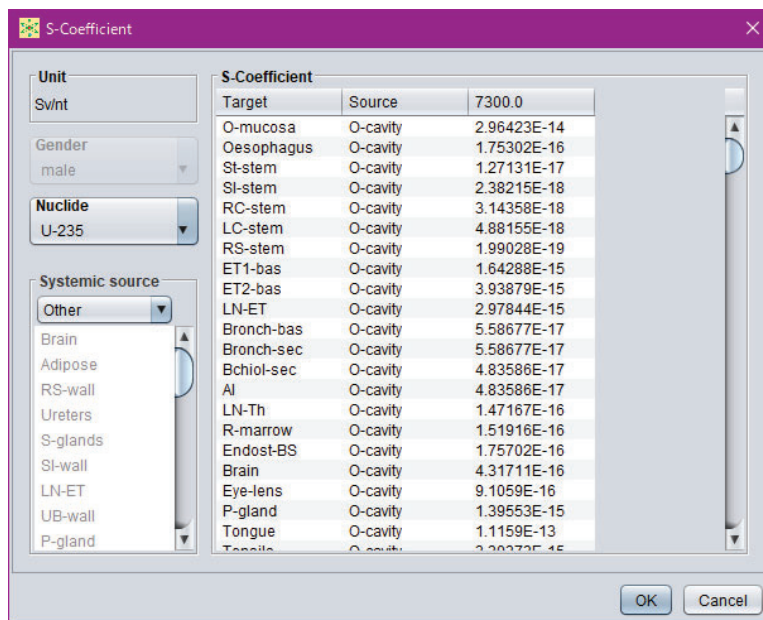 S-Coefficient
Unit
Sv/nt
Gender
male
Nuclide
U-235
Systemic source
Other
Brain
Adipose
RS-wall
Ureters
S-glands
SI-wall
LN-ET
UB-wall
P-gland
S-Coefficient
Target Source 7300.0
O-mucosa O-cavity 2.96423E-14
Oesophagus O-cavity 1.75302E-16
St-stem O-cavity 1.27131E-17
SI-stem O-cavity 2.38215E-18
RC-stem O-cavity 3.14358E-18
LC-stem O-cavity 4.88155E-18
RS-stem O-cavity 1.99028E-19
ET1-bas O-cavity 1.64288E-15
ET2-bas O-cavity 3.93879E-15
LN-ET O-cavity 2.97844E-15
Bronch-bas O-cavity 5.58677E-17
Bronch-sec O-cavity 5.58677E-17
Bchiol-sec O-cavity 4.83586E-17
AI O-cavity 4.83586E-17
LN-Th O-cavity 1.47167E-16
R-marrow O-cavity 1.51916E-16
Endost-BS O-cavity 1.75702E-16
Brain O-cavity 4.31711E-16
Eye-lens O-cavity 9.1059E-16
P-gland O-cavity 1.39553E-15
Tongue O-cavity 1.1159E-13
O-cavity
OK Cancel